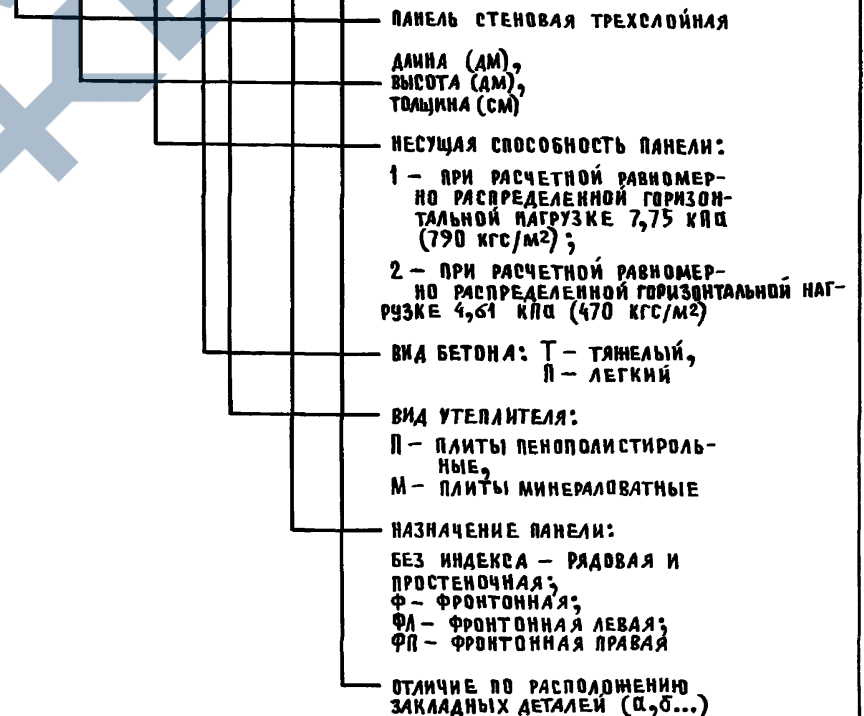 ПАНЕЛЬ СТЕНОВАЯ ТРЕХСЛОЙНАЯ
ДЛИНА (ДМ),
ВЫСОТА (ДМ),
ТОЛЩИНА (СМ)
НЕСУЩАЯ СПОСОБНОСТЬ ПАНЕЛИ:
1 – ПРИ РАСЧЕТНОЙ РАВНОМЕР-
НО РАСПРЕДЕЛЕННОЙ ГОРИЗОН-
ТАЛЬНОЙ НАГРУЗКЕ 7,75 кПа
(790 КГС/М²);
2 – ПРИ РАСЧЕТНОЙ РАВНОМЕР-
НО РАСПРЕДЕЛЕННОЙ ГОРИЗОНТАЛЬНОЙ НАГ-
РУЗКЕ 4,61 кПа (470 КГС/М²)
ВИД БЕТОНА: Т – ТЯЖЕЛЫЙ,
П – ЛЕГКИЙ
ВИД УТЕПЛИТЕЛЯ:
П – ПЛИТЫ ПЕНОПОЛИСТИРОЛЬ-
НЫЕ,
М – ПЛИТЫ МИНЕРАЛОВАТНЫЕ
НАЗНАЧЕНИЕ ПАНЕЛИ:
БЕЗ ИНДЕКСА – РЯДОВАЯ И
ПРОСТЕНОЧНАЯ;
Ф – ФРОНТОННАЯ;
ФЛ – ФРОНТОННАЯ ЛЕВАЯ;
ФП – ФРОНТОННАЯ ПРАВАЯ
ОТЛИЧИЕ ПО РАСПОЛОЖЕНИЮ
ЗАКЛАДНЫХ ДЕТАЛЕЙ (а,б...)